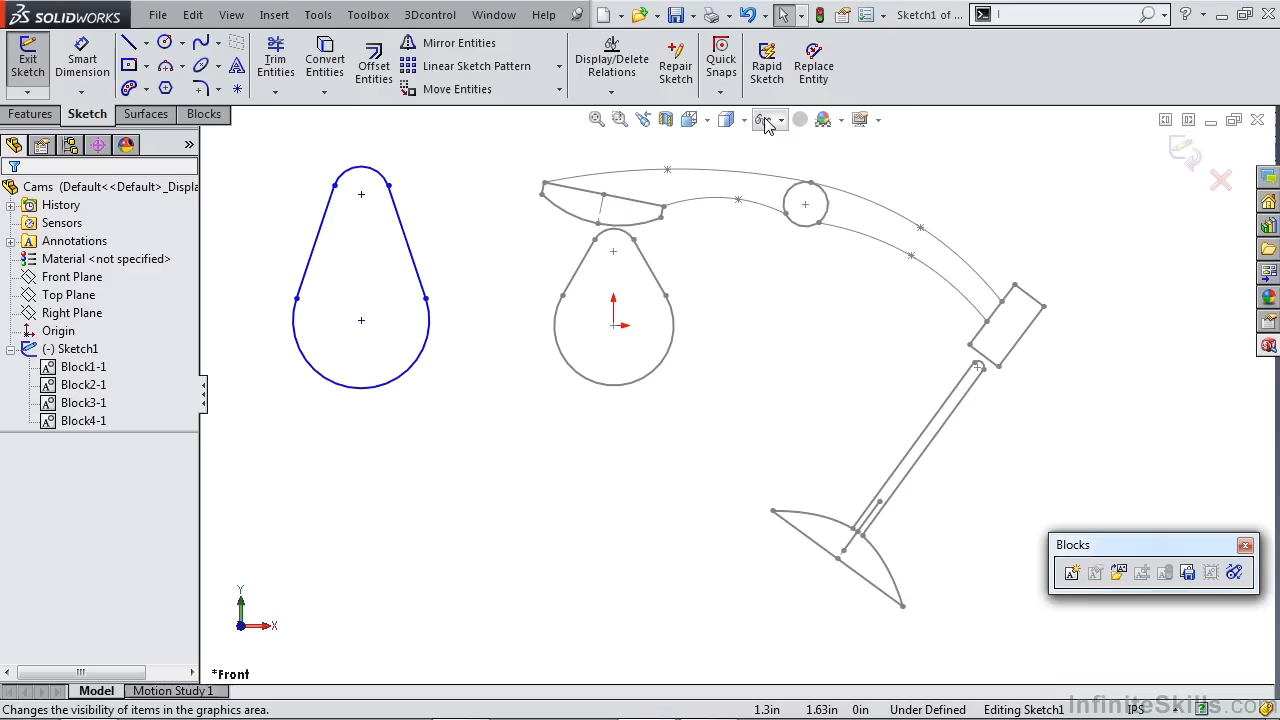 SOLIDWORKS
File Edit View Insert Tools Toolbox 3Dcontrol Window Help
Sketch1 of ...
Exit Sketch
Smart Dimension
Trim Entities
Convert Entities
Offset Entities
Mirror Entities
Linear Sketch Pattern
Move Entities
Display/Delete Relations
Repair Sketch
Quick Snaps
Rapid Sketch
Replace Entity
Features Sketch Surfaces Blocks
Cams (Default<<Default>_Displa
History
Sensors
Annotations
Material <not specified>
Front Plane
Top Plane
Right Plane
Origin
(-) Sketch1
Block1-1
Block2-1
Block3-1
Block4-1
Blocks
Y
X
*Front
Model Motion Study 1
InfiniteSkills.com
Changes the visibility of items in the graphics area. 1.3in 1.63in 0in Under Defined Editing Sketch1 IPS